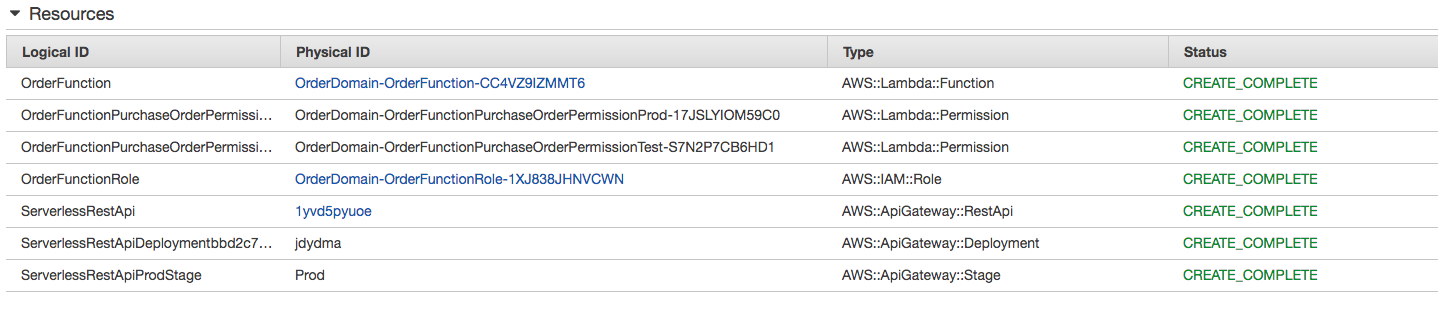 Resources
Logical ID Physical ID Type Status
OrderFunction OrderDomain-OrderFunction-CC4VZ9IZMMT6 AWS::Lambda::Function CREATE_COMPLETE
OrderFunctionPurchaseOrderPermissi... OrderDomain-OrderFunctionPurchaseOrderPermissionProd-17JSLYIOM59C0 AWS::Lambda::Permission CREATE_COMPLETE
OrderFunctionPurchaseOrderPermissi... OrderDomain-OrderFunctionPurchaseOrderPermissionTest-S7N2P7CB6HD1 AWS::Lambda::Permission CREATE_COMPLETE
OrderFunctionRole OrderDomain-OrderFunctionRole-1XJ838JHNVCWN AWS::IAM::Role CREATE_COMPLETE
ServerlessRestApi 1yvd5pyuoe AWS::ApiGateway::RestApi CREATE_COMPLETE
ServerlessRestApiDeploymentbbd2c7... jdydma AWS::ApiGateway::Deployment CREATE_COMPLETE
ServerlessRestApiProdStage Prod AWS::ApiGateway::Stage CREATE_COMPLETE